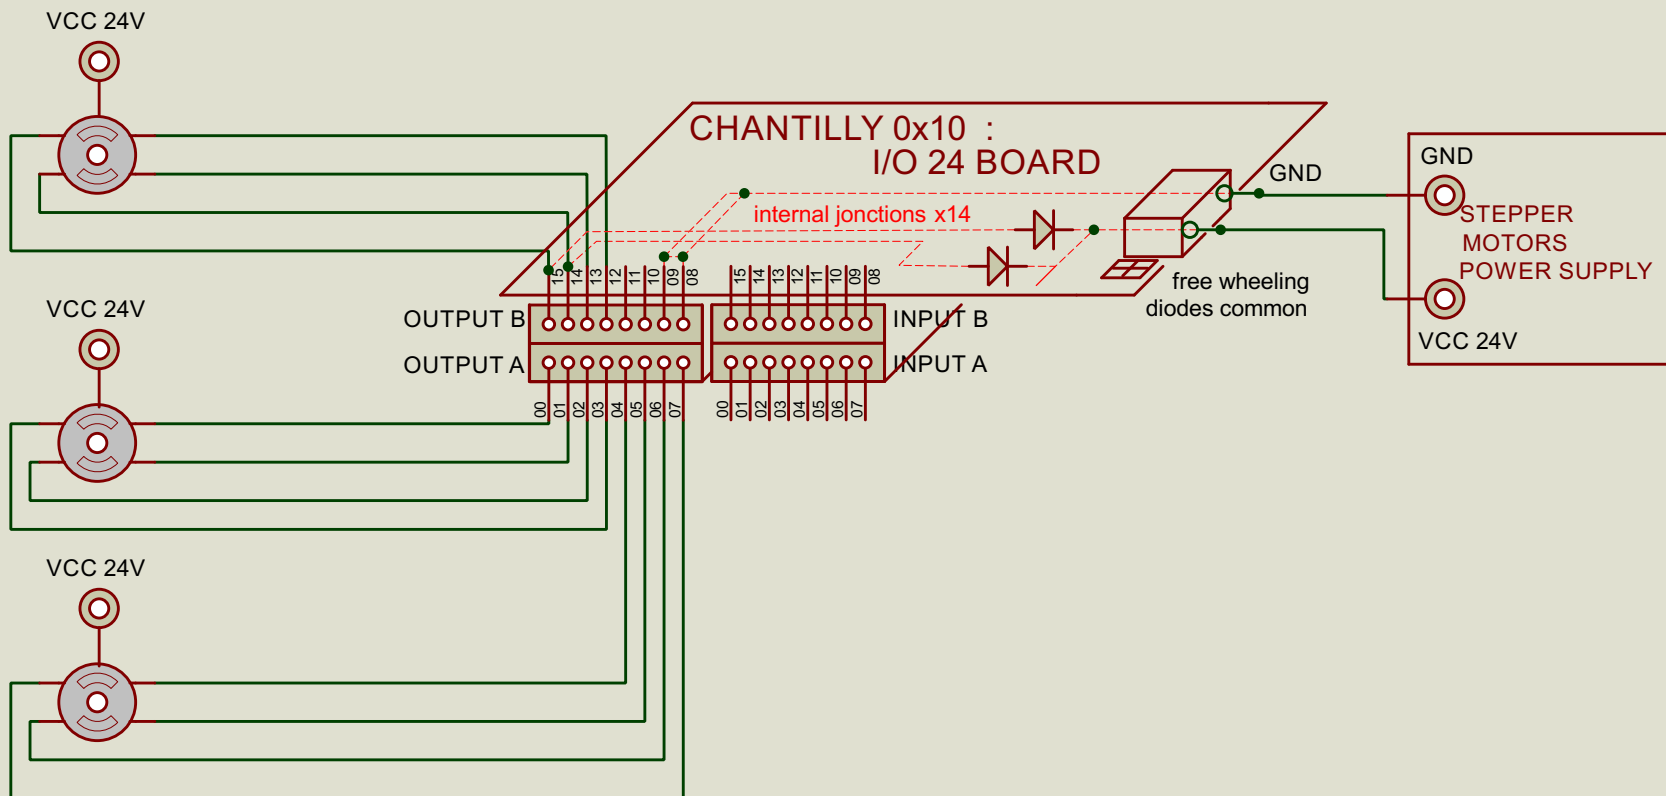 VCC 24V
CHANTILLY 0x10 :
I/O 24 BOARD
GND
GND
internal jonctions x14
STEPPER
MOTORS
POWER SUPPLY
free wheeling
diodes common
VCC 24V
15 14 13 12 11 10 09 08
15 14 13 12 11 10 09 08
VCC 24V
OUTPUT B
INPUT B
OUTPUT A
INPUT A
00 01 02 03 04 05 06 07
00 01 02 03 04 05 06 07
VCC 24V